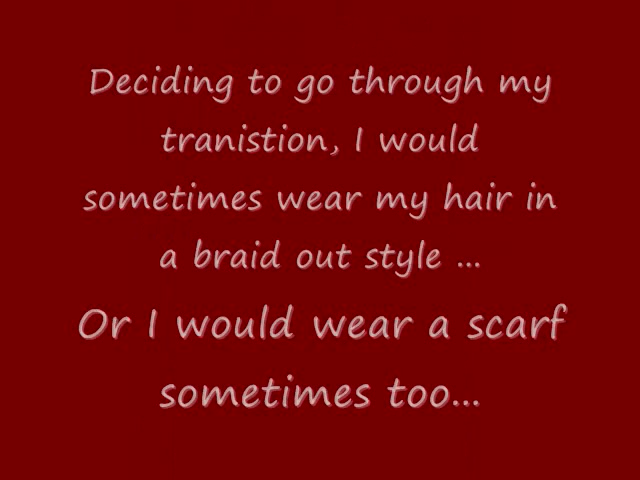 Deciding to go through my
tranistion, I would
sometimes wear my hair in
a braid out style ...
Or I would wear a scarf
sometimes too...